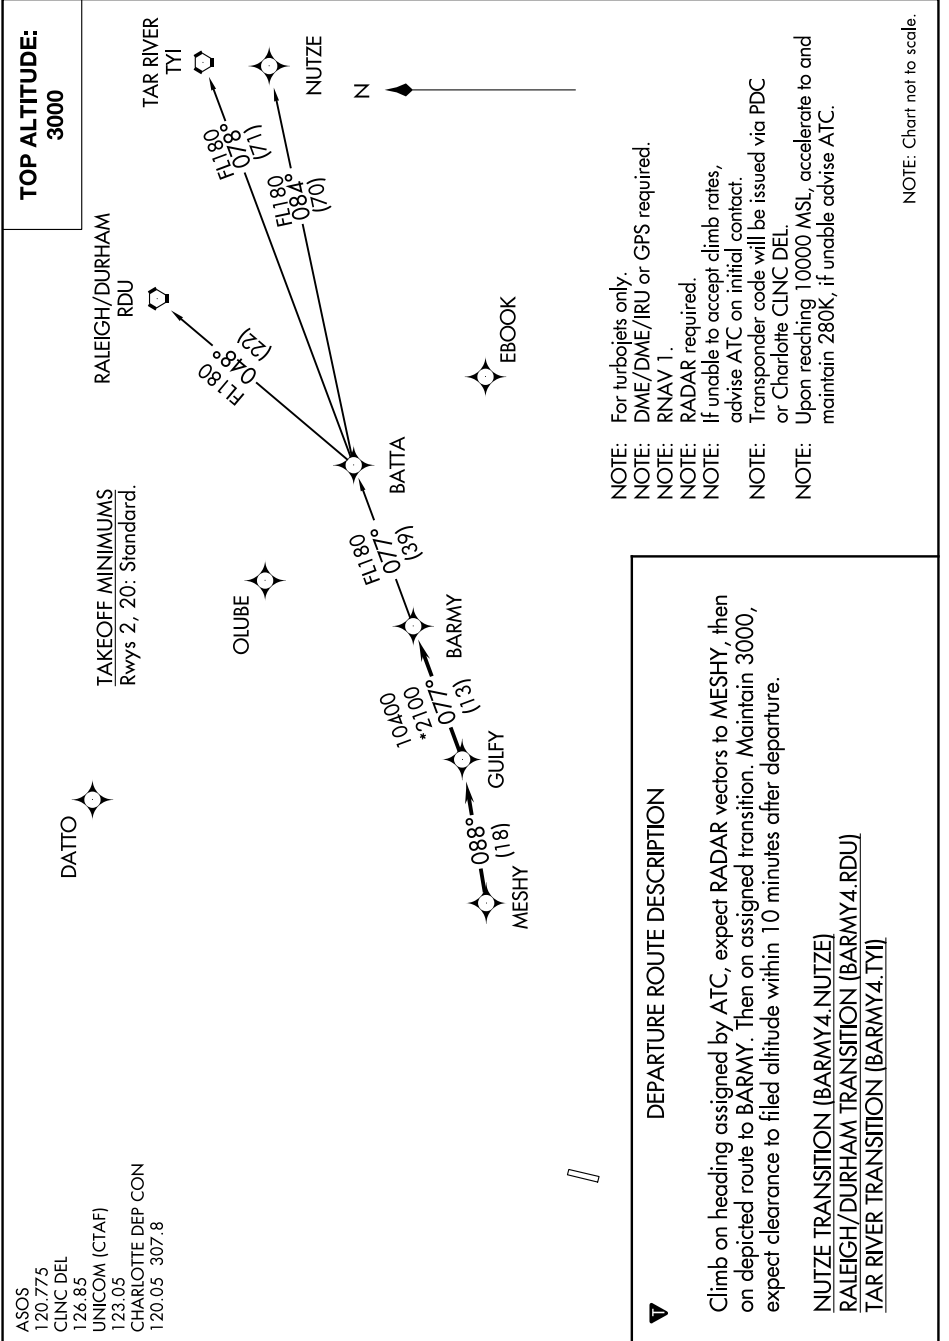 ASOS
120.775
CLNC DEL
126.85
UNICOM (CTAF)
123.05
CHARLOTTE DEP CON
120.05 307.8
TOP ALTITUDE:
3000
TAKEOFF MINIMUMS
Rwys 2, 20: Standard.
RALEIGH/DURHAM
RDU
TAR RIVER
TYI
NUTZE
N
DATTO
OLUBE
EBOOK
MESHY
GULFY
BARMY
BATTA
088°
(18)
10400
*2100
077°
(13)
FL180
077°
(39)
FL180
048°
(22)
FL180
078°
(71)
FL180
084°
(70)
NOTE: For turbojets only.
NOTE: DME/DME/IRU or GPS required.
NOTE: RNAV 1.
NOTE: RADAR required.
NOTE: If unable to accept climb rates,
advise ATC on initial contact.
NOTE: Transponder code will be issued via PDC
or Charlotte CLNC DEL.
NOTE: Upon reaching 10000 MSL, accelerate to and
maintain 280K, if unable advise ATC.
NOTE: Chart not to scale.
T
DEPARTURE ROUTE DESCRIPTION
Climb on heading assigned by ATC, expect RADAR vectors to MESHY, then
on depicted route to BARMY. Then on assigned transition. Maintain 3000,
expect clearance to filed altitude within 10 minutes after departure.
NUTZE TRANSITION (BARMY4.NUTZE)
RALEIGH/DURHAM TRANSITION (BARMY4.RDU)
TAR RIVER TRANSITION (BARMY4.TYI)